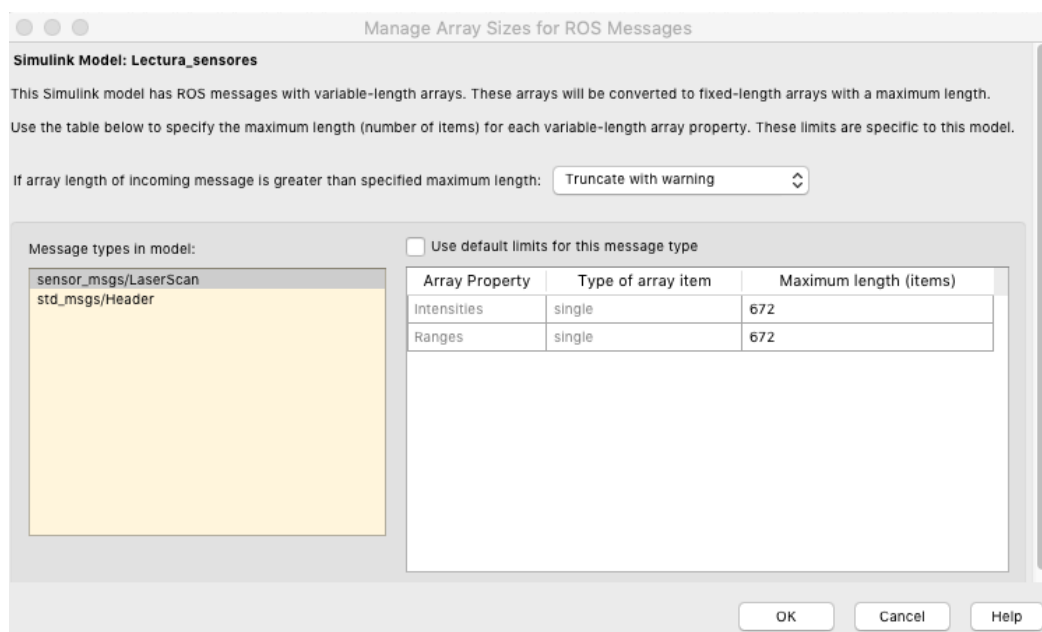 Manage Array Sizes for ROS Messages
Simulink Model: Lectura_sensores
This Simulink model has ROS messages with variable-length arrays. These arrays will be converted to fixed-length arrays with a maximum length.
Use the table below to specify the maximum length (number of items) for each variable-length array property. These limits are specific to this model.
If array length of incoming message is greater than specified maximum length: Truncate with warning
Message types in model:
sensor_msgs/LaserScan
std_msgs/Header
Use default limits for this message type
Array Property Type of array item Maximum length (items)
Intensities single 672
Ranges single 672
OK Cancel Help